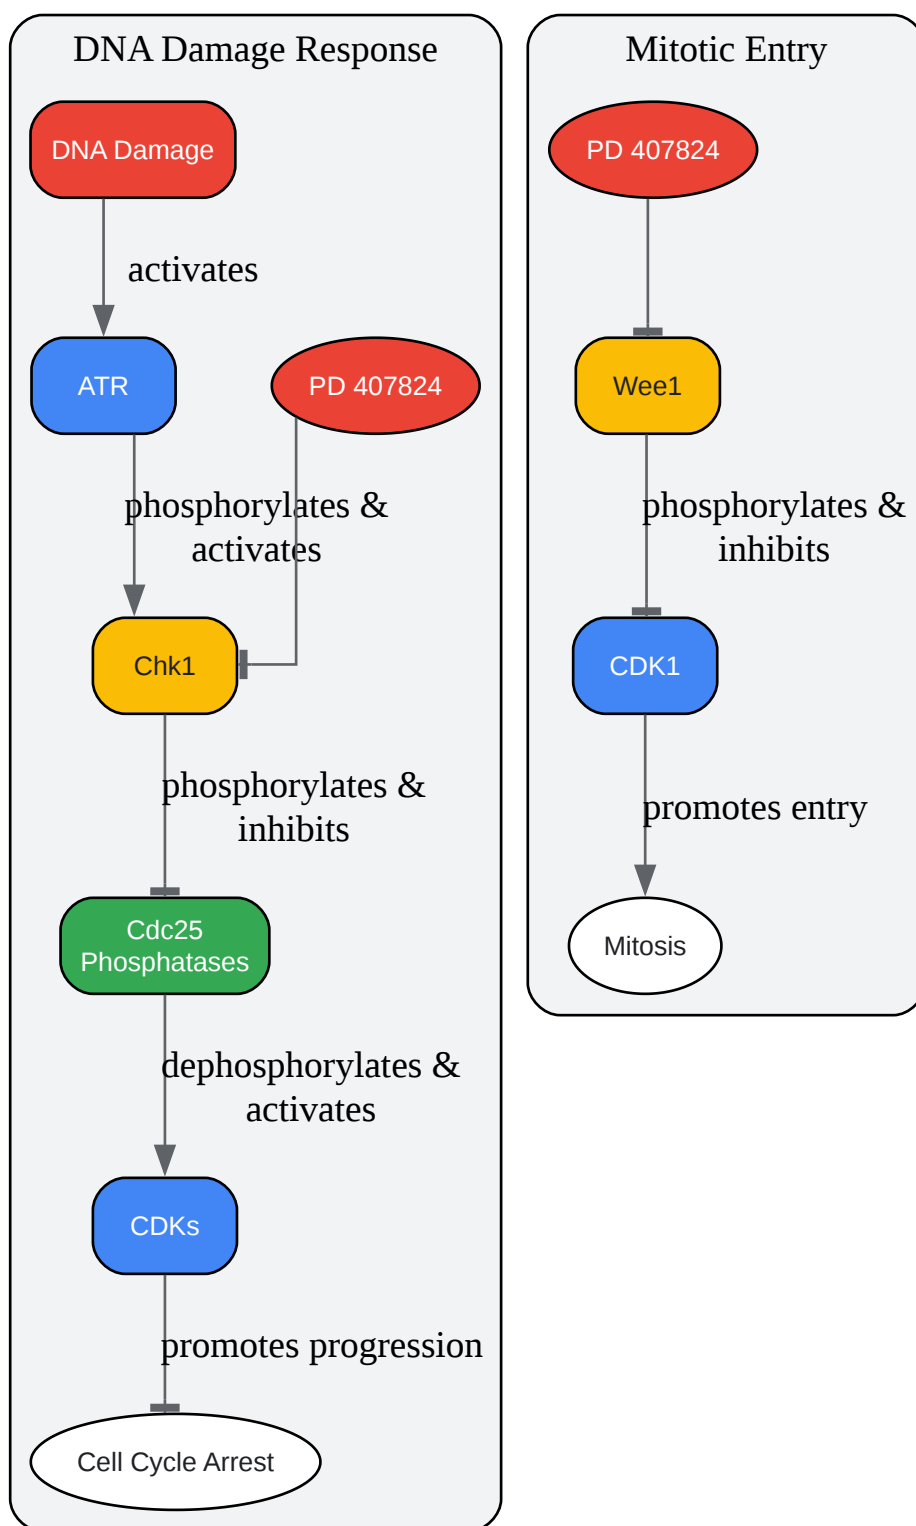 DNA Damage Response
DNA Damage
activates
ATR
PD 407824
phosphorylates &
activates
Chk1
phosphorylates &
inhibits
Cdc25
Phosphatases
dephosphorylates &
activates
CDKs
promotes progression
Cell Cycle Arrest
Mitotic Entry
PD 407824
Wee1
phosphorylates &
inhibits
CDK1
promotes entry
Mitosis